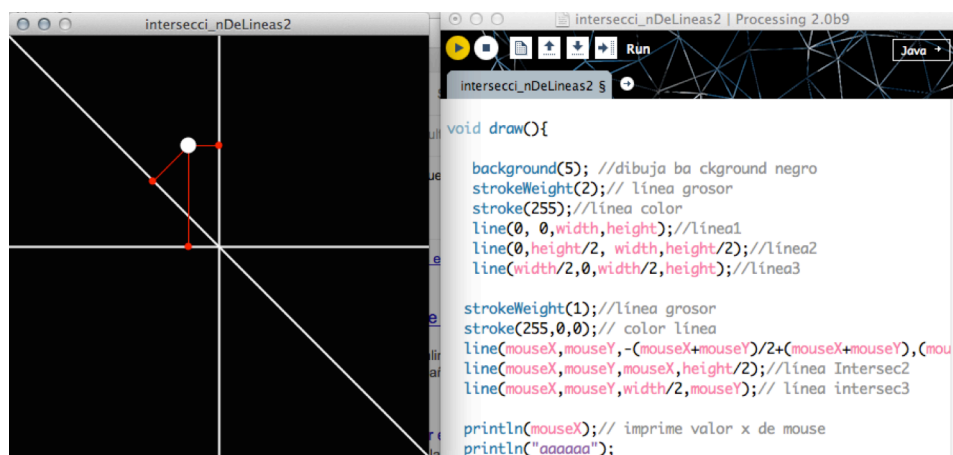 intersecci_nDeLineas2
intersecci_nDeLineas2 | Processing 2.0b9
Run
Java
intersecci_nDeLineas2 §
void draw(){
background(5); //dibuja ba ckground negro
strokeWeight(2);// línea grosor
stroke(255);//línea color
line(0, 0,width,height);//línea1
line(0,height/2, width,height/2);//línea2
line(width/2,0,width/2,height);//línea3
strokeWeight(1);//línea grosor
stroke(255,0,0);// color línea
line(mouseX,mouseY,-(mouseX+mouseY)/2+(mouseX+mouseY),(mou
line(mouseX,mouseY,mouseX,height/2);//línea Intersec2
line(mouseX,mouseY,width/2,mouseY);// línea intersec3
println(mouseX);// imprime valor x de mouse
println("aaaaaa");